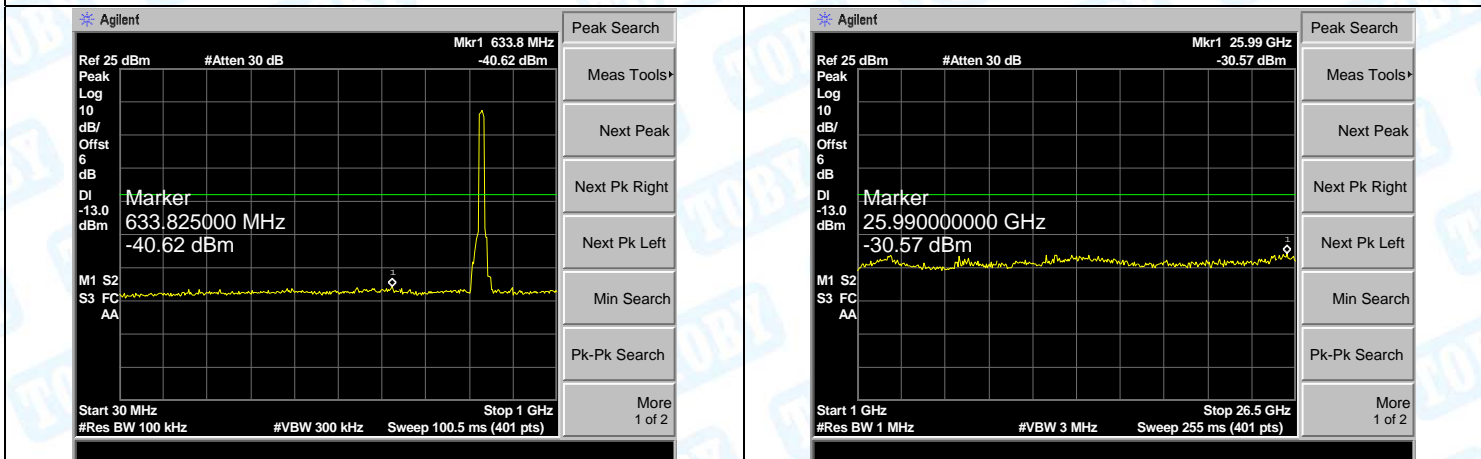 Agilent
Mkr1 633.8 MHz
Ref 25 dBm #Atten 30 dB -40.62 dBm
Peak
Log
10
dB/
Offst
6
dB
DI
-13.0
dBm
Marker
633.825000 MHz
-40.62 dBm
1
M1 S2
S3 FC
AA
Start 30 MHz Stop 1 GHz
#Res BW 100 kHz #VBW 300 kHz Sweep 100.5 ms (401 pts)
Peak Search
Meas Tools
Next Peak
Next Pk Right
Next Pk Left
Min Search
Pk-Pk Search
More
1 of 2
Agilent
Mkr1 25.99 GHz
Ref 25 dBm #Atten 30 dB -30.57 dBm
Peak
Log
10
dB/
Offst
6
dB
DI
-13.0
dBm
Marker
25.990000000 GHz
-30.57 dBm
1
M1 S2
S3 FC
AA
Start 1 GHz Stop 26.5 GHz
#Res BW 1 MHz #VBW 3 MHz Sweep 255 ms (401 pts)
Peak Search
Meas Tools
Next Peak
Next Pk Right
Next Pk Left
Min Search
Pk-Pk Search
More
1 of 2
TOBY